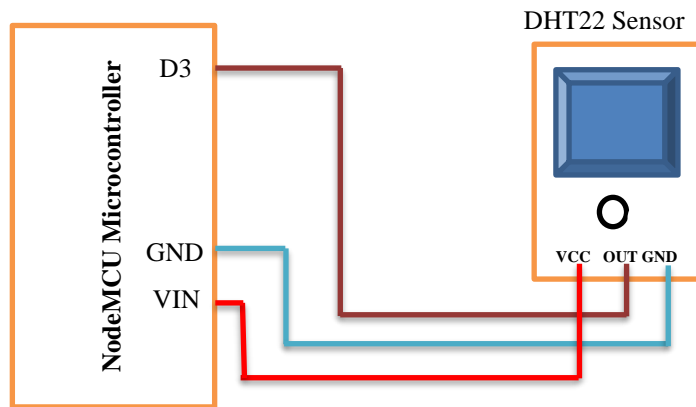 DHT22 Sensor
D3
NodeMCU Microcontroller
GND
VIN
VCC OUT GND